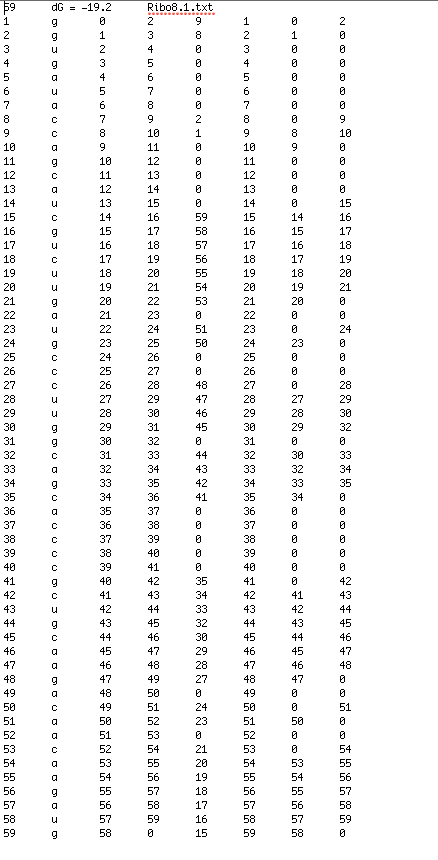 59 dG = -19.2 Ribo8.1.txt
1 g 0 2 9 1 0 2
2 g 1 3 8 2 1 0
3 u 2 4 0 3 0 0
4 g 3 5 0 4 0 0
5 a 4 6 0 5 0 0
6 u 5 7 0 6 0 0
7 a 6 8 0 7 0 0
8 c 7 9 2 8 0 9
9 c 8 10 1 9 8 10
10 a 9 11 0 10 9 0
11 g 10 12 0 11 0 0
12 c 11 13 0 12 0 0
13 a 12 14 0 13 0 0
14 u 13 15 0 14 0 15
15 c 14 16 59 15 14 16
16 g 15 17 58 16 15 17
17 u 16 18 57 17 16 18
18 c 17 19 56 18 17 19
19 u 18 20 55 19 18 20
20 u 19 21 54 20 19 21
21 g 20 22 53 21 20 0
22 a 21 23 0 22 0 0
23 u 22 24 51 23 0 24
24 g 23 25 50 24 23 0
25 c 24 26 0 25 0 0
26 c 25 27 0 26 0 0
27 c 26 28 48 27 0 28
28 u 27 29 47 28 27 29
29 u 28 30 46 29 28 30
30 g 29 31 45 30 29 32
31 g 30 32 0 31 0 0
32 c 31 33 44 32 30 33
33 a 32 34 43 33 32 34
34 g 33 35 42 34 33 35
35 c 34 36 41 35 34 0
36 a 35 37 0 36 0 0
37 c 36 38 0 37 0 0
38 c 37 39 0 38 0 0
39 c 38 40 0 39 0 0
40 c 39 41 0 40 0 0
41 g 40 42 35 41 0 42
42 c 41 43 34 42 41 43
43 u 42 44 33 43 42 44
44 g 43 45 32 44 43 45
45 c 44 46 30 45 44 46
46 a 45 47 29 46 45 47
47 a 46 48 28 47 46 48
48 g 47 49 27 48 47 0
49 a 48 50 0 49 0 0
50 c 49 51 24 50 0 51
51 a 50 52 23 51 50 0
52 a 51 53 0 52 0 0
53 c 52 54 21 53 0 54
54 a 53 55 20 54 53 55
55 a 54 56 19 55 54 56
56 g 55 57 18 56 55 57
57 a 56 58 17 57 56 58
58 u 57 59 16 58 57 59
59 g 58 0 15 59 58 0